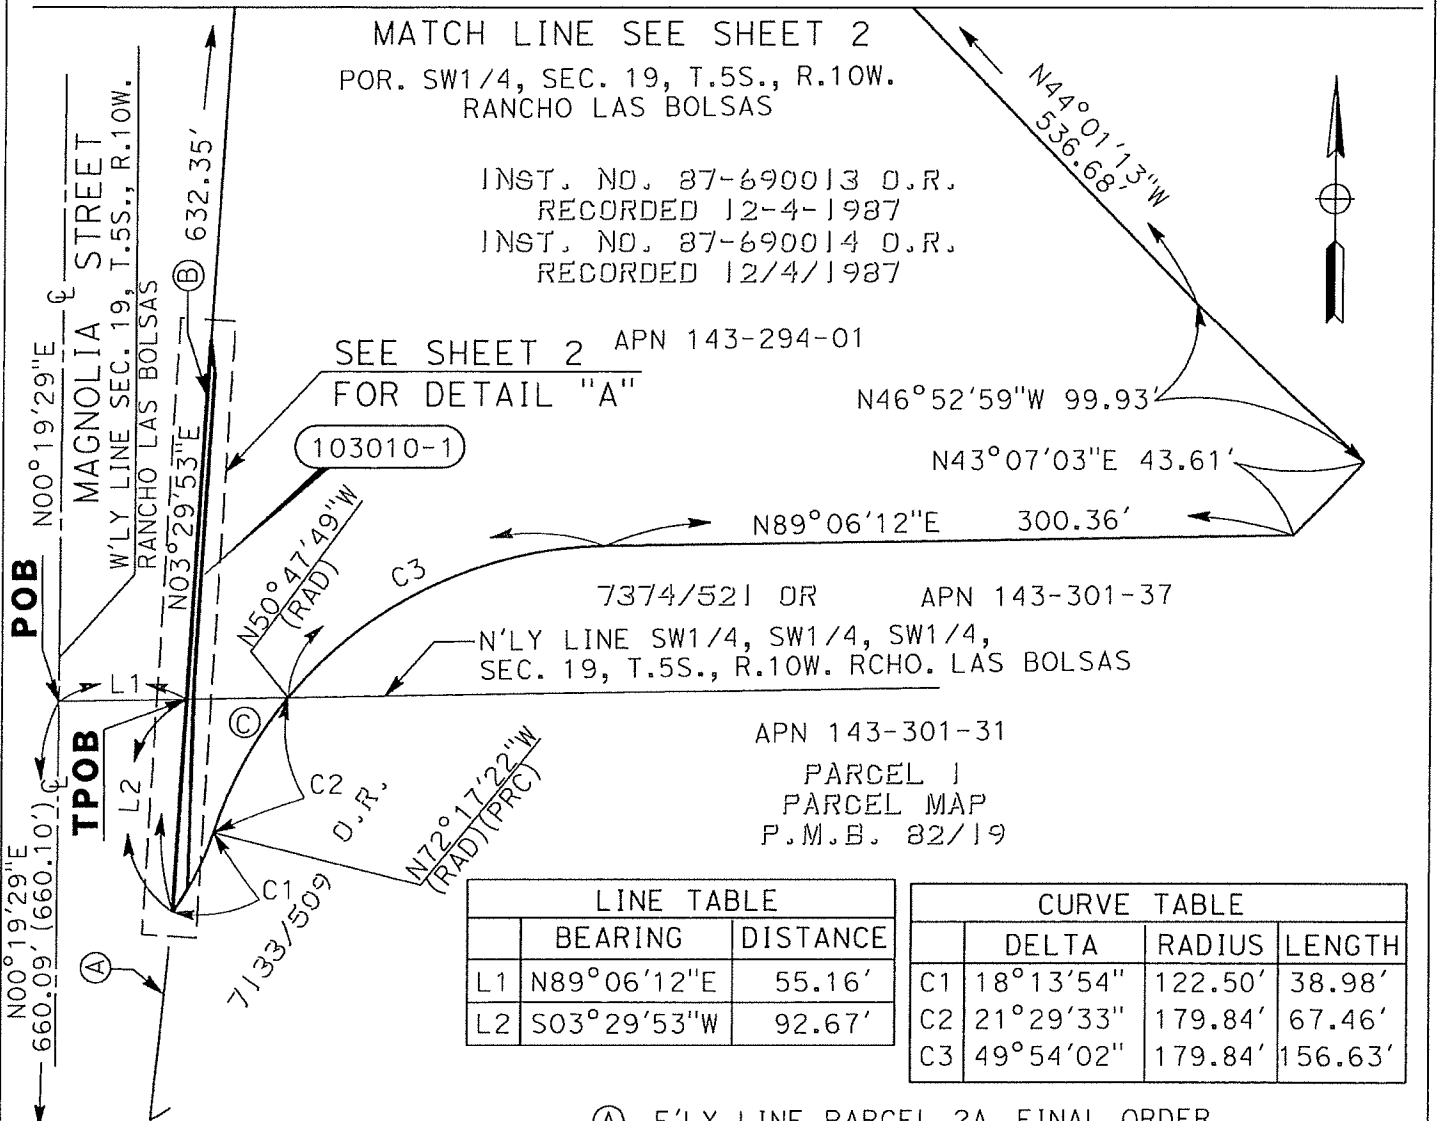 MATCH LINE SEE SHEET 2
POR. SW1/4, SEC. 19, T.5S., R.10W.
RANCHO LAS BOLSAS
INST. NO. 87-690013 O.R.
RECORDED 12-4-1987
INST. NO. 87-690014 O.R.
RECORDED 12/4/1987
APN 143-294-01
N44°01'13"W
536.68'
N00°19'29"E
MAGNOLIA STREET
℄
W'LY LINE SEC. 19, T.5S., R.10W.
RANCHO LAS BOLSAS
632.35'
B
N03°29'53"E
SEE SHEET 2
FOR DETAIL "A"
103010-1
N46°52'59"W 99.93'
N43°07'03"E 43.61'
N89°06'12"E 300.36'
N50°47'49"W
(RAD)
C3
7374/521 OR APN 143-301-37
N'LY LINE SW1/4, SW1/4, SW1/4,
SEC. 19, T.5S., R.10W. RCHO. LAS BOLSAS
POB
L1
TPOB
L2
C
C2
C1
N72°17'22"W
(RAD)(PRC)
7133/509 O.R.
APN 143-301-31
PARCEL 1
PARCEL MAP
P.M.B. 82/19
N00°19'29"E
660.09' (660.10')
℄
A
LINE TABLE
BEARING DISTANCE
L1 N89°06'12"E 55.16'
L2 S03°29'53"W 92.67'
CURVE TABLE
DELTA RADIUS LENGTH
C1 18°13'54" 122.50' 38.98'
C2 21°29'33" 179.84' 67.46'
C3 49°54'02" 179.84' 156.63'
A E'LY LINE PARCEL 2A, FINAL ORDER